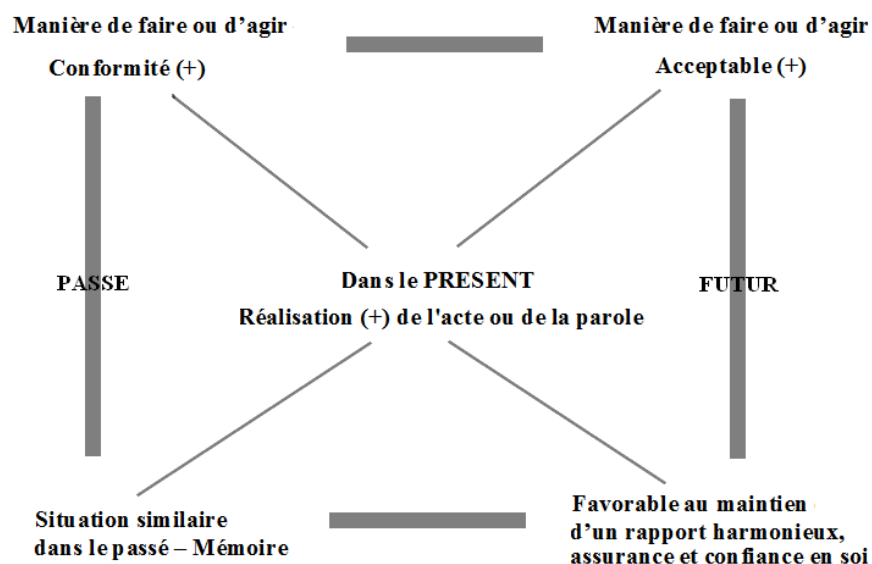 Manière de faire ou d'agir
Conformité (+)
Manière de faire ou d'agir
Acceptable (+)
PASSE
Dans le PRESENT
Réalisation (+) de l'acte ou de la parole
FUTUR
Situation similaire
dans le passé – Mémoire
Favorable au maintien
d'un rapport harmonieux,
assurance et confiance en soi